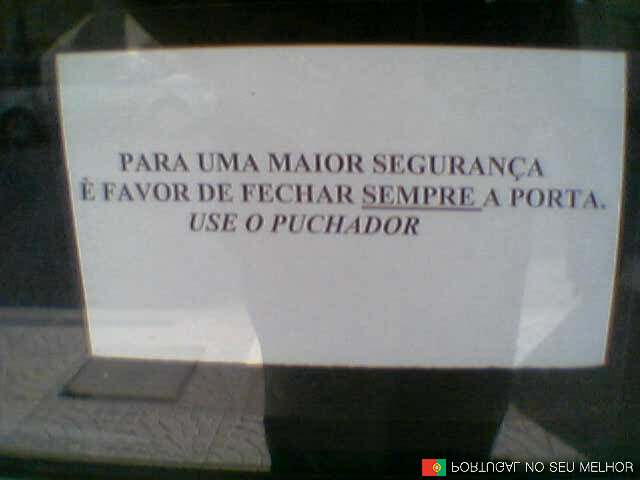 PARA UMA MAIOR SEGURANÇA
È FAVOR DE FECHAR SEMPRE A PORTA.
USE O PUCHADOR
PORTUGAL NO SEU MELHOR